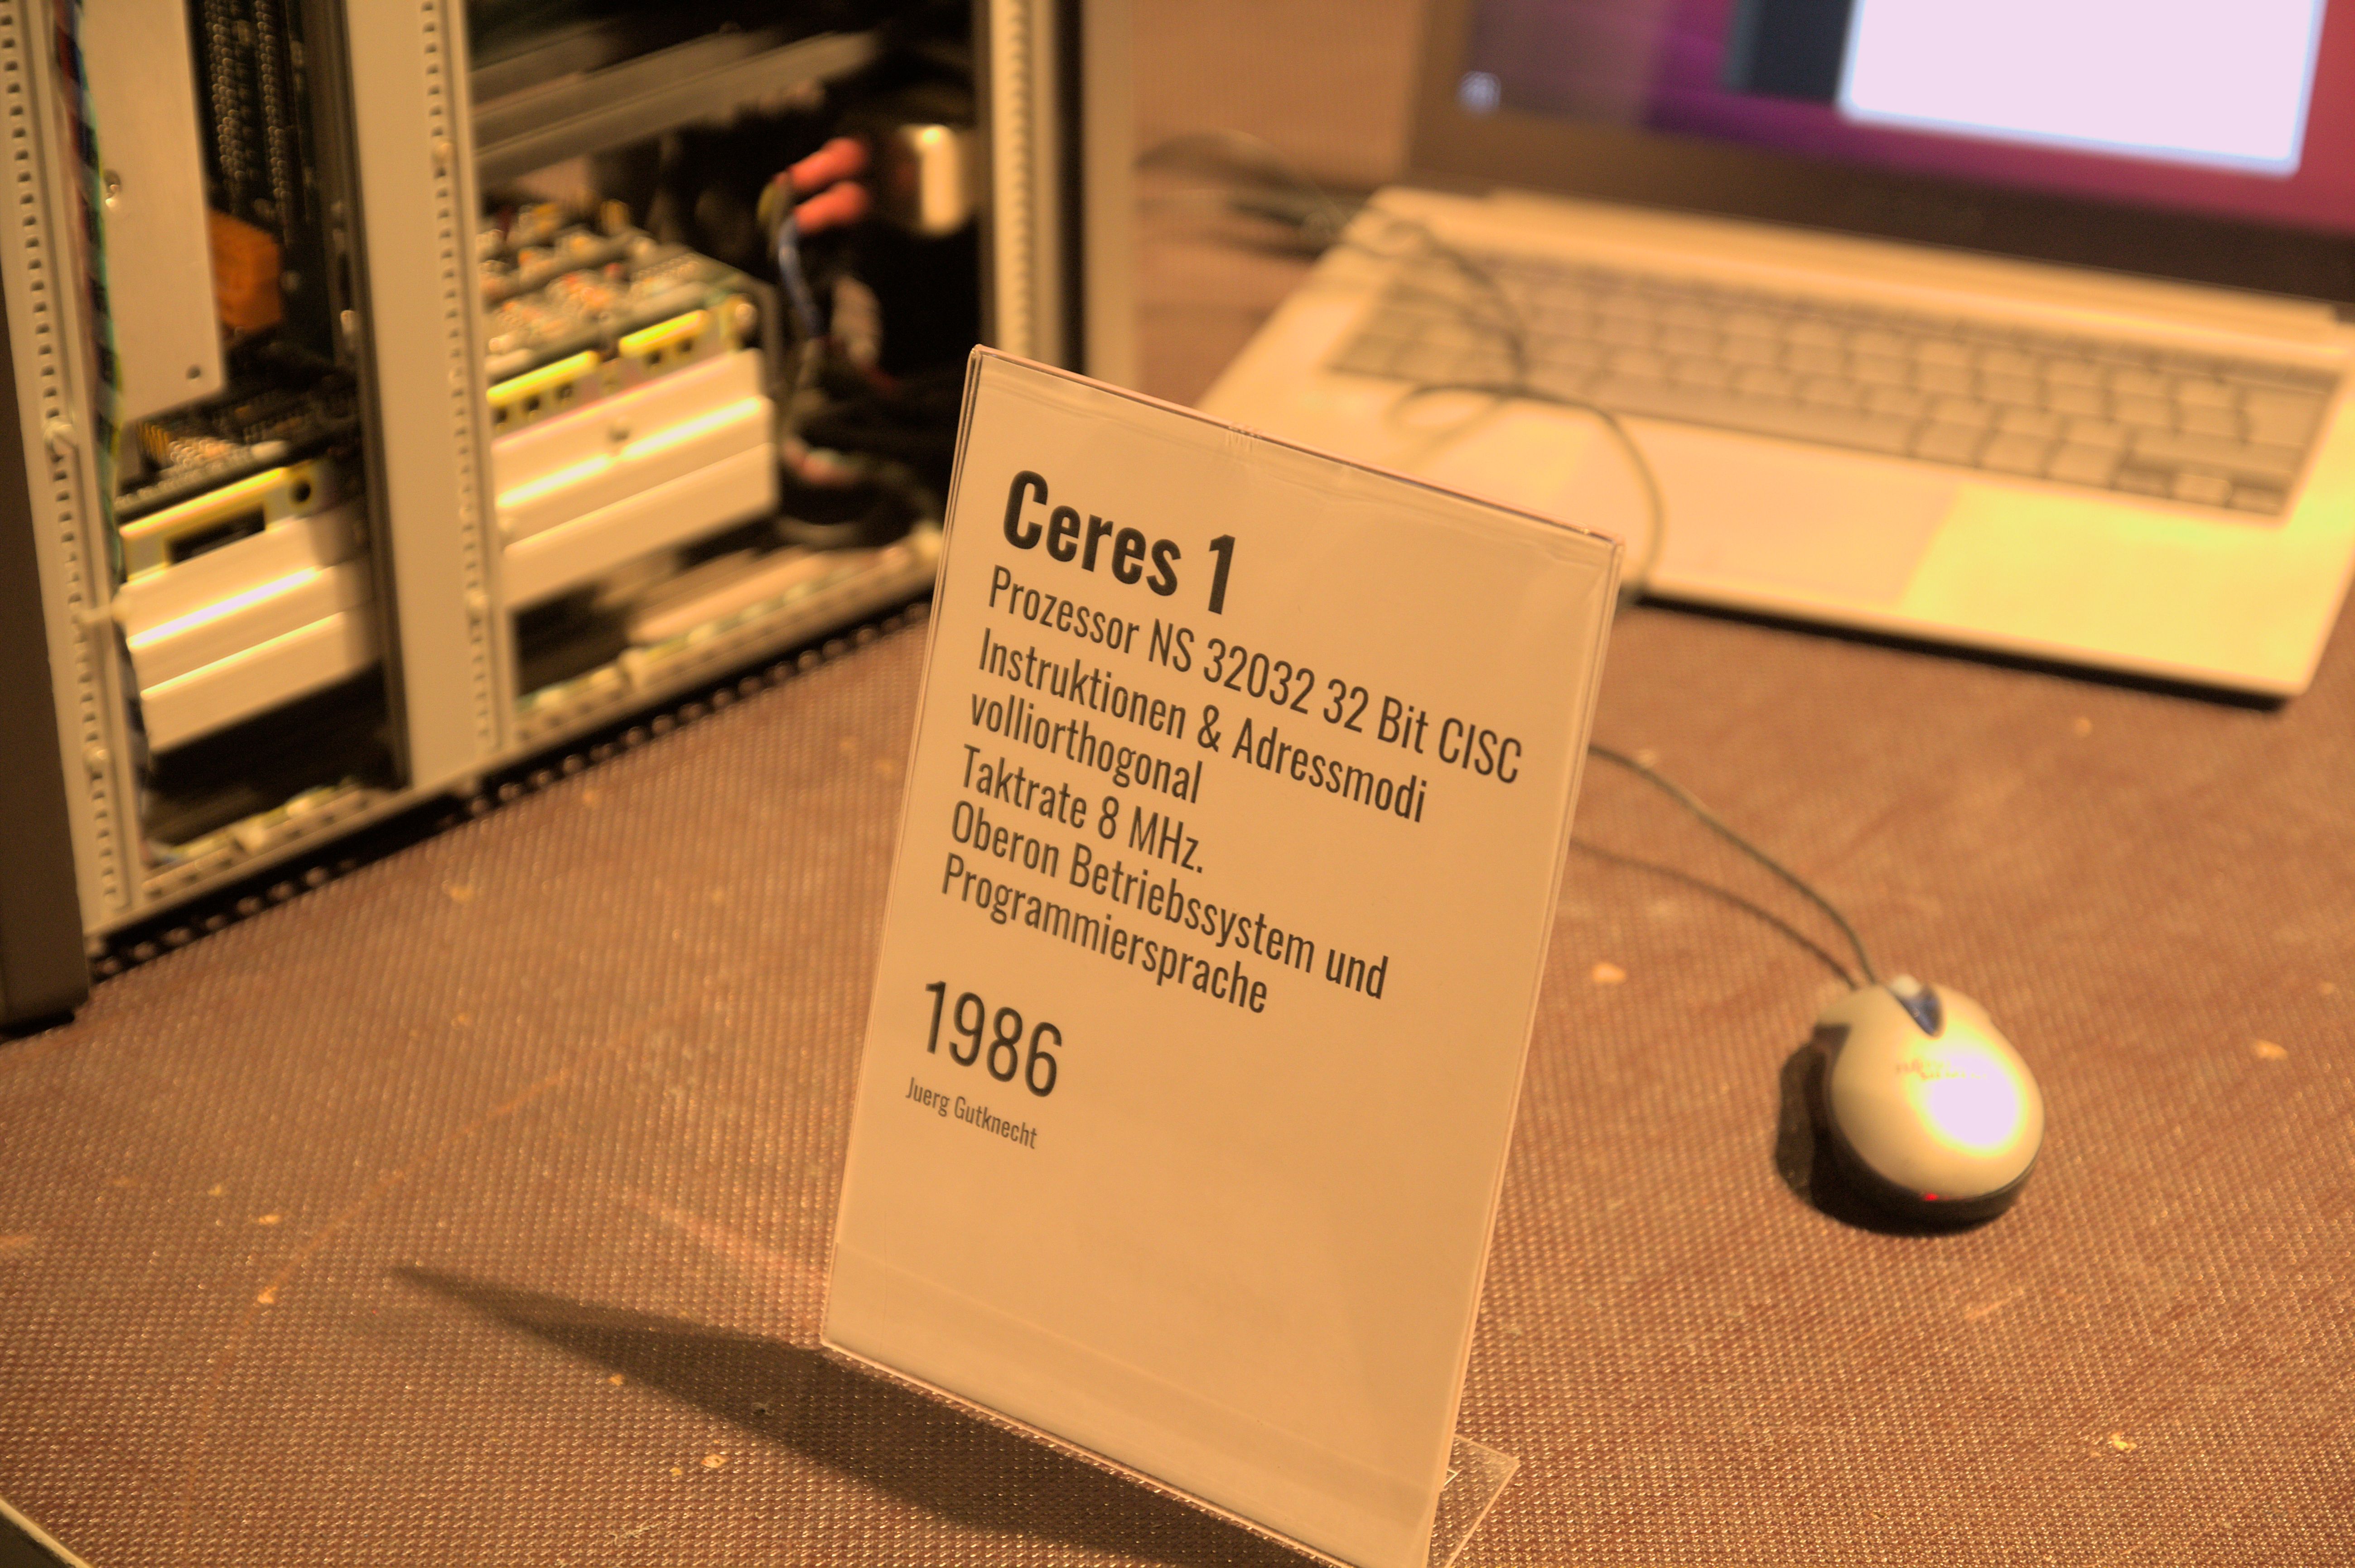 Ceres 1
Prozessor NS 32032 32 Bit CISC
Instruktionen & Adressmodi
volliorthogonal
Taktrate 8 MHz.
Oberon Betriebssystem und
Programmiersprache
1986
Juerg Gutknecht